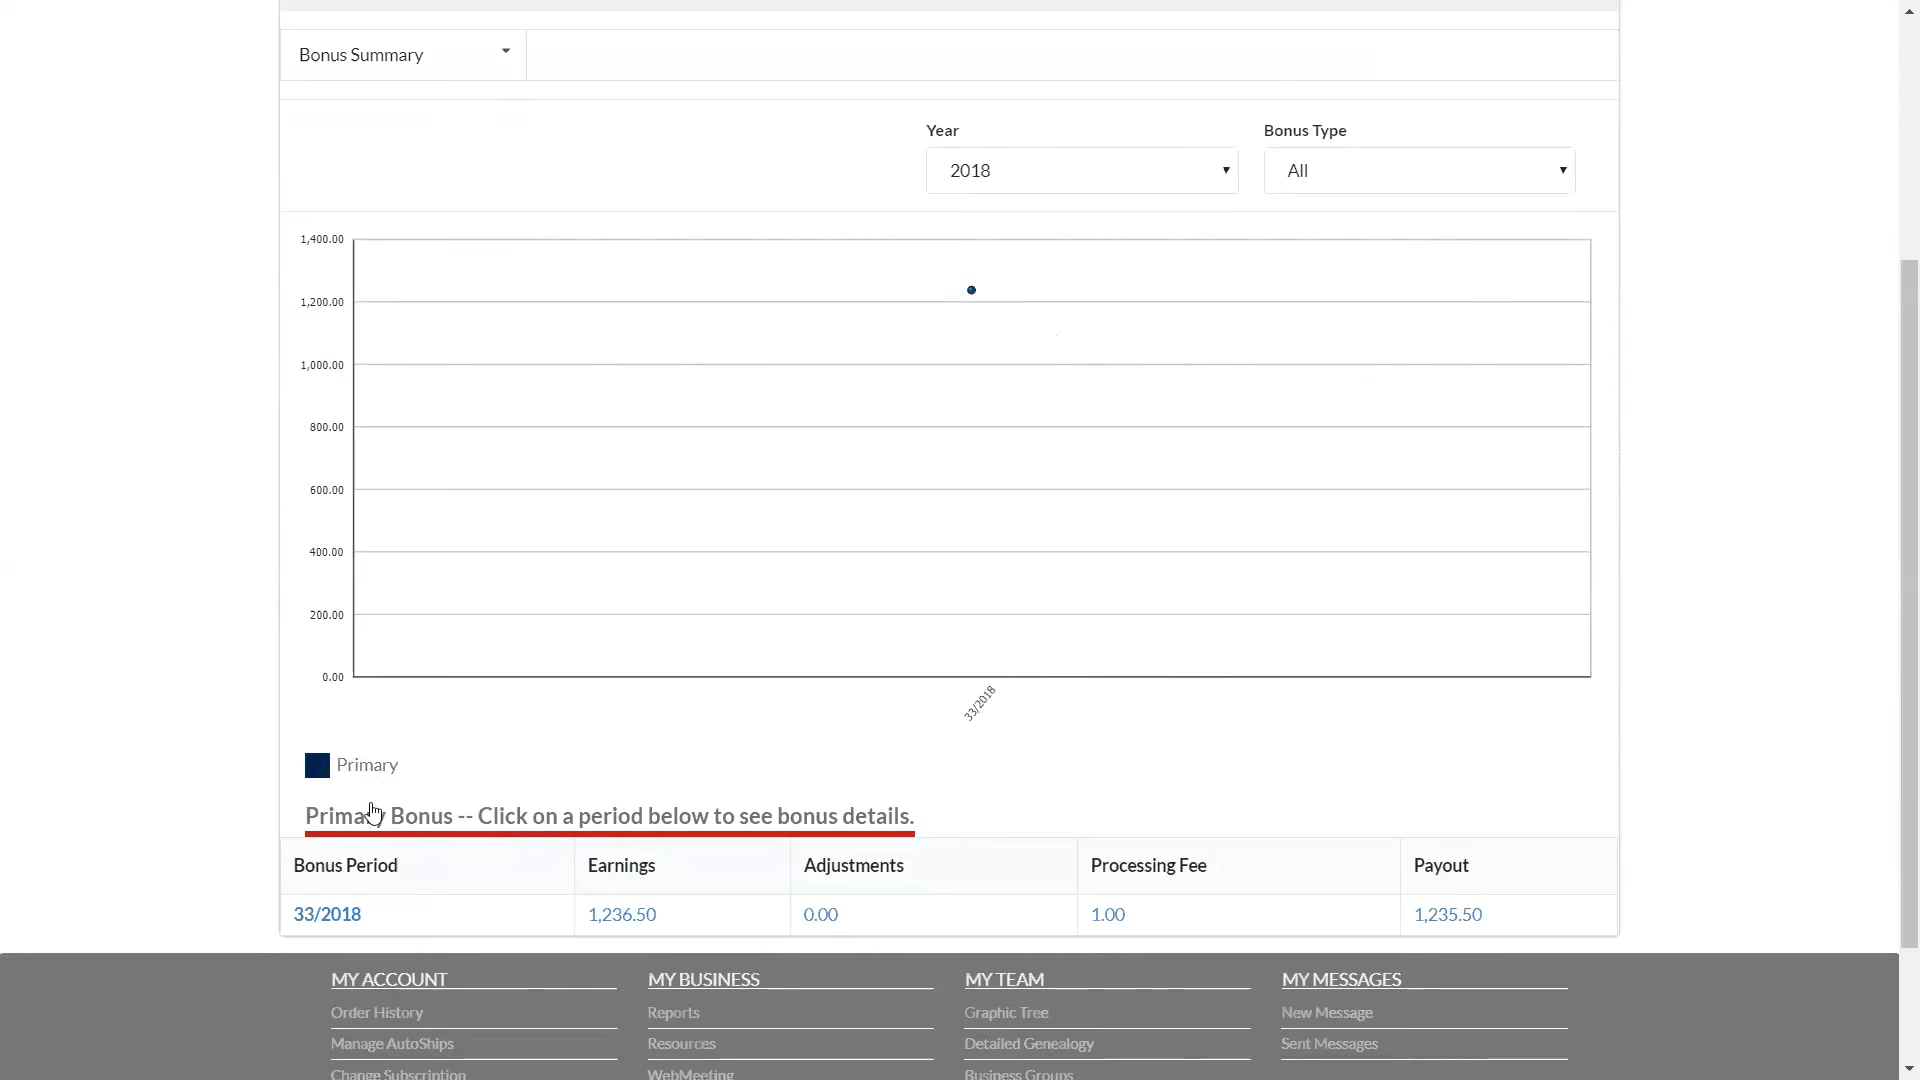 Bonus Summary
Year
Bonus Type
2018
All
1,400.00
1,200.00
1,000.00
800.00
600.00
400.00
200.00
0.00
33/2018
Primary
Primary Bonus -- Click on a period below to see bonus details.
Bonus Period Earnings Adjustments Processing Fee Payout
33/2018 1,236.50 0.00 1.00 1,235.50
MY ACCOUNT MY BUSINESS MY TEAM MY MESSAGES
Order History Reports Graphic Tree New Message
Manage AutoShips Resources Detailed Genealogy Sent Messages
Change Subscription WebMeeting Business Groups